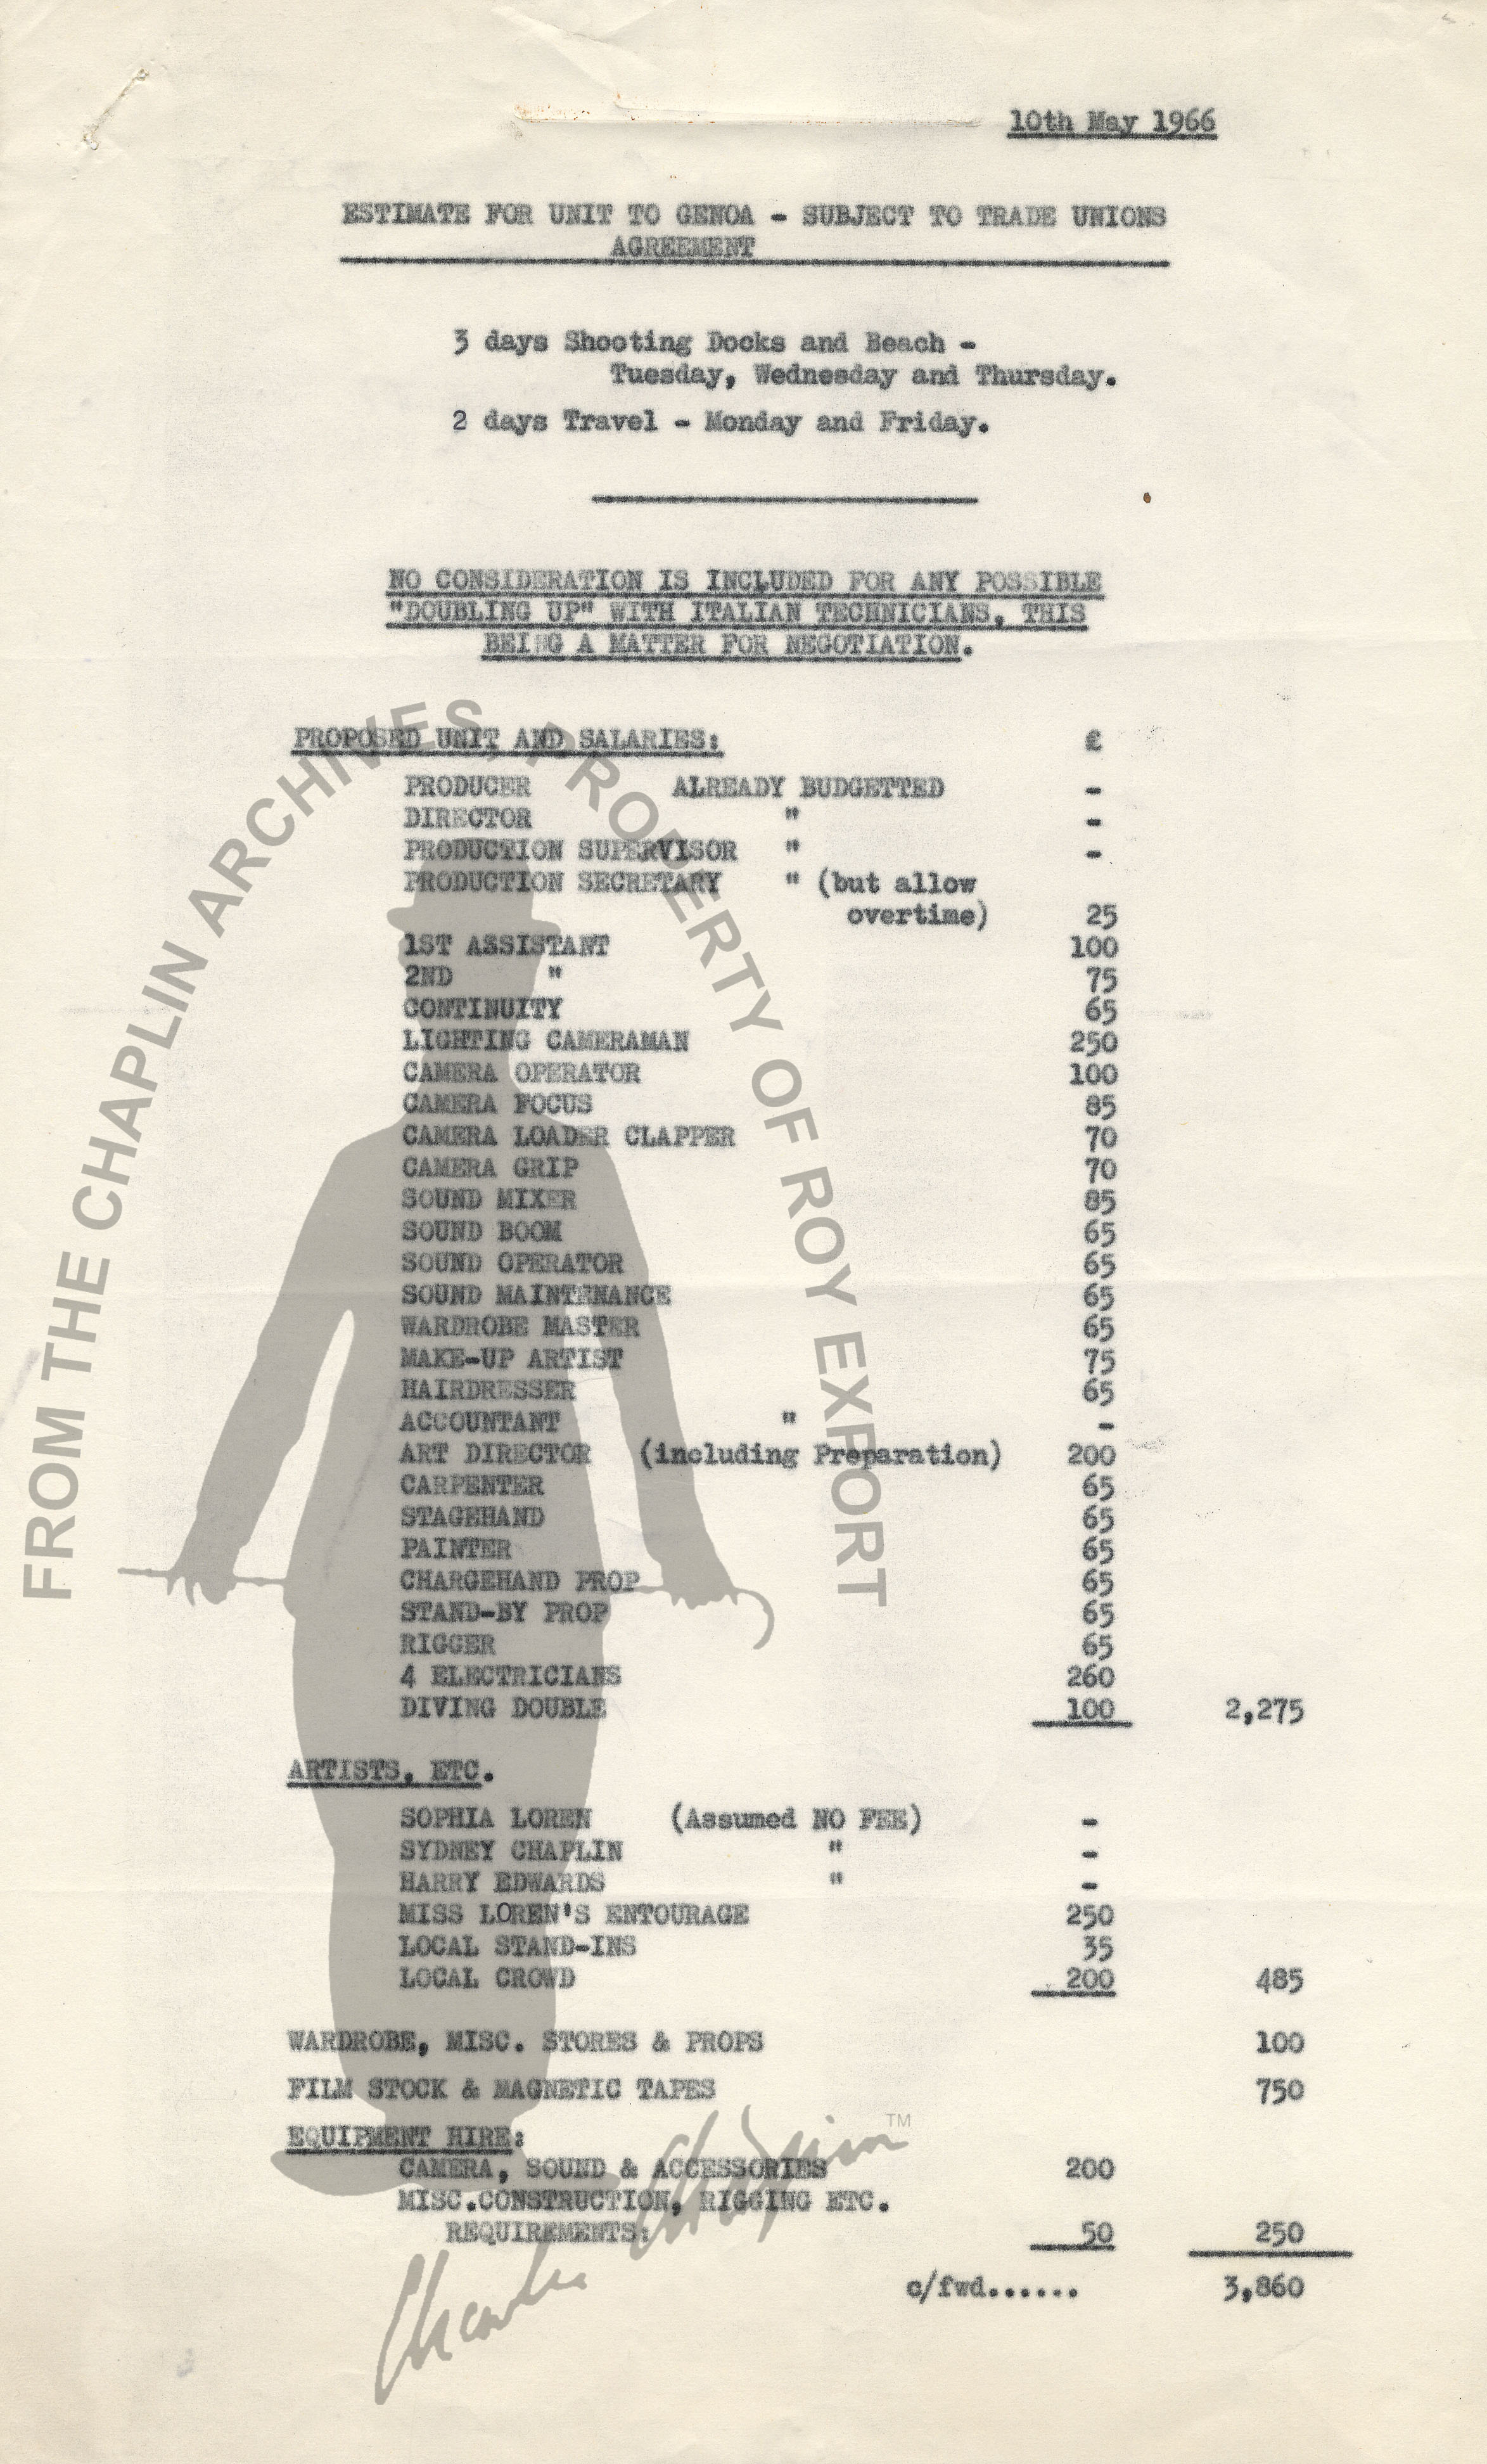 10th May 1966
ESTIMATE FOR UNIT TO GENOA - SUBJECT TO TRADE UNIONS
AGREEMENT
3 days Shooting Docks and Beach -
Tuesday, Wednesday and Thursday.
2 days Travel - Monday and Friday.
NO CONSIDERATION IS INCLUDED FOR ANY POSSIBLE
"DOUBLING UP" WITH ITALIAN TECHNICIANS, THIS
BEING A MATTER FOR NEGOTIATION.
PROPOSED UNIT AND SALARIES: £
PRODUCER ALREADY BUDGETTED -
DIRECTOR " -
PRODUCTION SUPERVISOR " -
PRODUCTION SECRETARY " (but allow
overtime) 25
1ST ASSISTANT 100
2ND " 75
CONTINUITY 65
LIGHTING CAMERAMAN 250
CAMERA OPERATOR 100
CAMERA FOCUS 85
CAMERA LOADER CLAPPER 70
CAMERA GRIP 70
SOUND MIXER 85
SOUND BOOM 65
SOUND OPERATOR 65
SOUND MAINTENANCE 65
WARDROBE MASTER 65
MAKE-UP ARTIST 75
HAIRDRESSER 65
ACCOUNTANT " -
ART DIRECTOR (including Preparation) 200
CARPENTER 65
STAGEHAND 65
PAINTER 65
CHARGEHAND PROP 65
STAND-BY PROP 65
RIGGER 65
4 ELECTRICIANS 260
DIVING DOUBLE 100 2,275
ARTISTS, ETC.
SOPHIA LOREN (Assumed NO FEE) -
SYDNEY CHAPLIN " -
HARRY EDWARDS " -
MISS LOREN'S ENTOURAGE 250
LOCAL STAND-INS 35
LOCAL CROWD 200 485
WARDROBE, MISC. STORES & PROPS 100
FILM STOCK & MAGNETIC TAPES 750
EQUIPMENT HIRE:
CAMERA, SOUND & ACCESSORIES 200
MISC.CONSTRUCTION, RIGGING ETC.
REQUIREMENTS: 50 250
c/fwd...... 3,860
FROM THE CHAPLIN ARCHIVES, PROPERTY OF ROY EXPORT
Charlie Chaplin TM